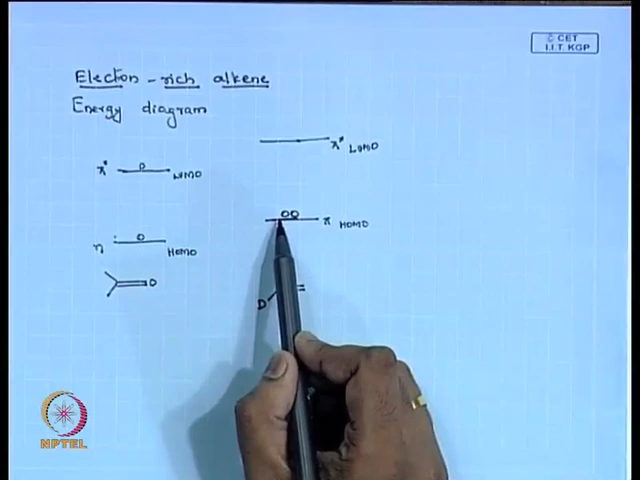 © CET
I.I.T. KGP
Electron-rich alkene
Energy diagram
π* LUMO
π* LUMO
π HOMO
n HOMO
O
D
NPTEL